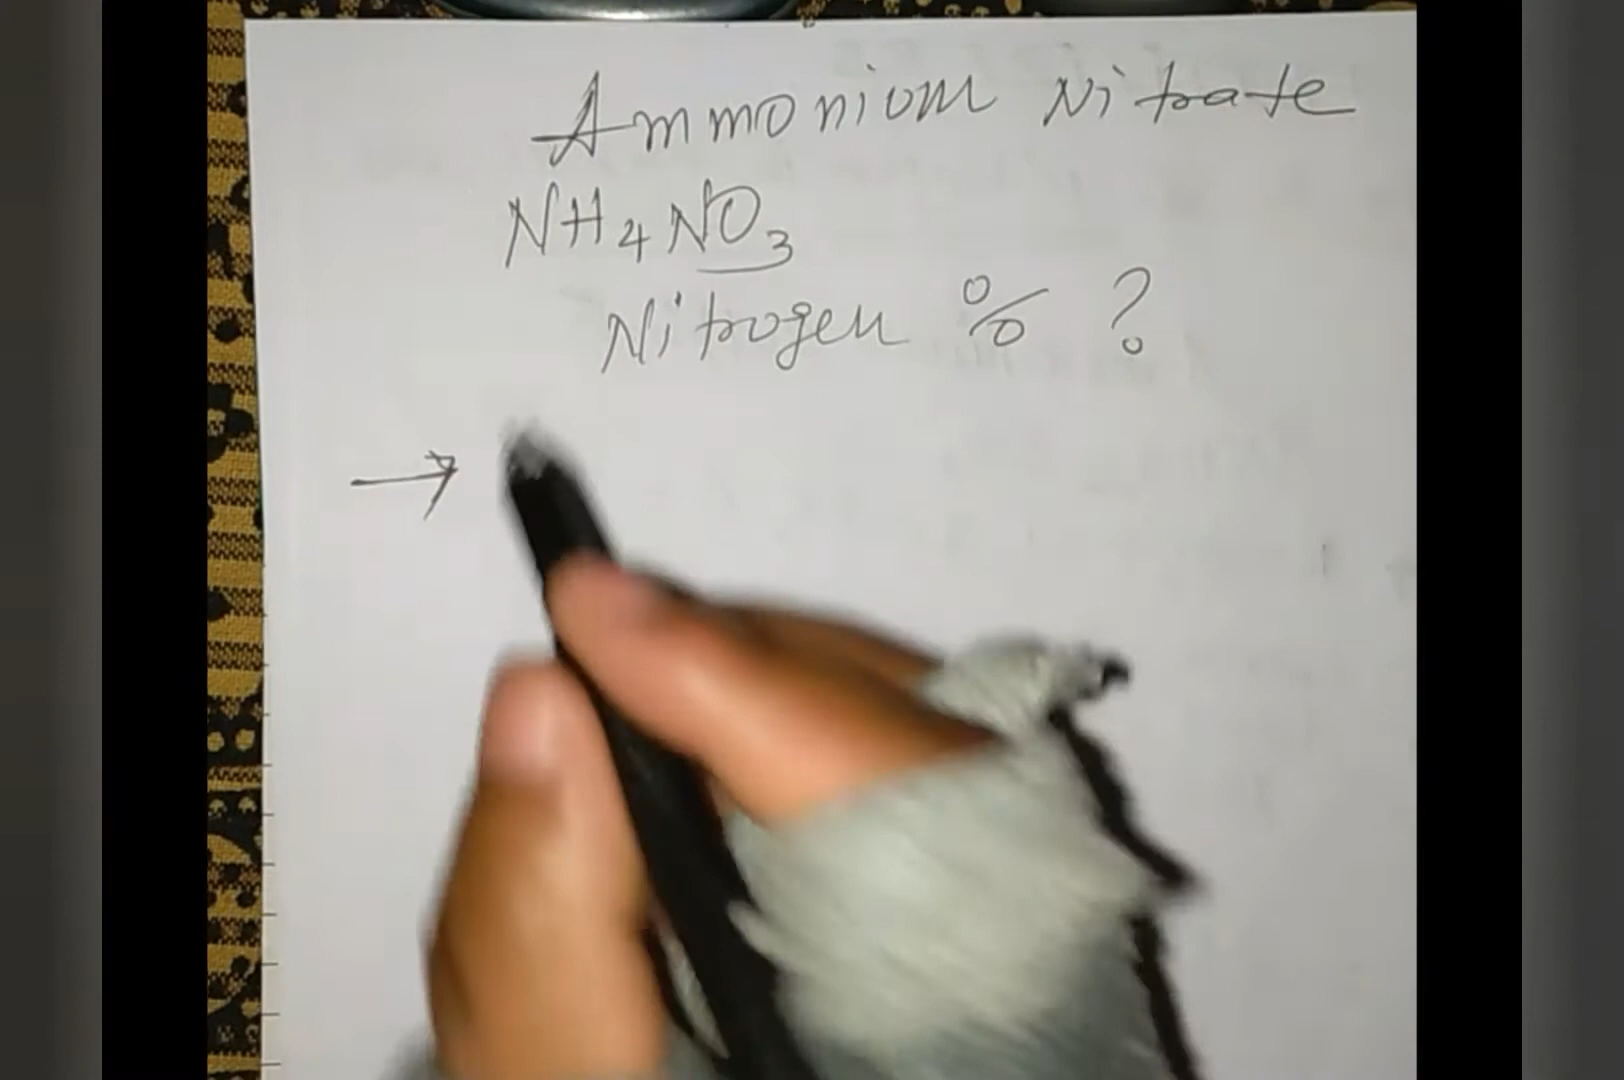 Ammonium Nitrate
NH₄NO₃
Nitrogen % ?
→